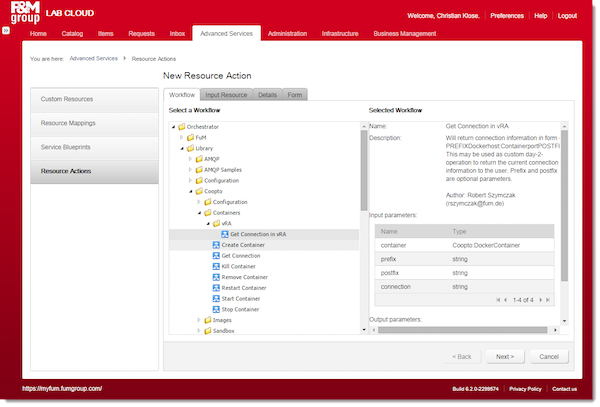 F&M
group
LAB CLOUD
Welcome, Christian Klose.
Preferences
Help
Logout
Home
Catalog
Items
Requests
Inbox
Advanced Services
Administration
Infrastructure
Business Management
You are here:
Advanced Services
Resource Actions
New Resource Action
Custom Resources
Resource Mappings
Service Blueprints
Resource Actions
Workflow
Input Resource
Details
Form
Select a Workflow
Orchestrator
FuM
Library
AMQP
AMQP Samples
Configuration
Coopto
Configuration
Containers
vRA
Get Connection in vRA
Create Container
Get Connection
Kill Container
Remove Container
Restart Container
Start Container
Stop Container
Images
Sandbox
Selected Workflow
Name:
Get Connection in vRA
Description:
Will return connection information in form
PREFIXDockerhost:ContainerportPOSTFI
This may be used as custom day-2-
operation to return the current connection
information to the user. Prefix and postfix
are optional parameters.
Author: Robert Szymczak
(rszymczak@fum.de)
Input parameters:
Name
Type
container
Coopto:DockerContainer
prefix
string
postfix
string
connection
string
1-4 of 4
Output parameters:
< Back
Next >
Cancel
https://myfum.fumgroup.com/
Build 6.2.0-2299574
Privacy Policy
Contact us